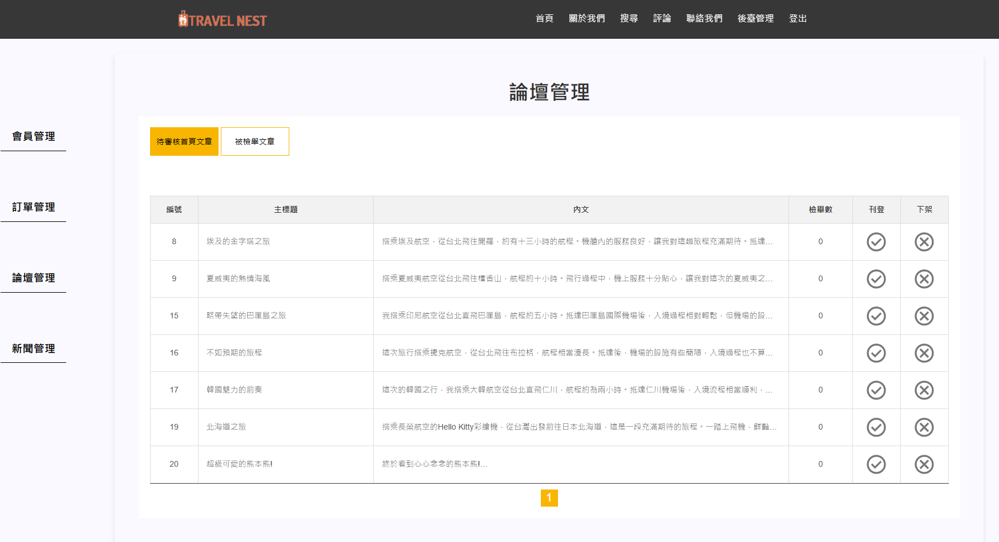 TRAVEL NEST
首頁 關於我們 搜尋 評論 聯絡我們 後臺管理 登出
會員管理
訂單管理
論壇管理
新聞管理
論壇管理
待審核首頁文章 被檢舉文章
編號 主標題 內文 檢舉數 刊登 下架
8 埃及的金字塔之旅 搭乘埃及航空，從台北飛往開羅，約有十三小時的航程。機艙內的服務良好，讓我對這趟旅程充滿期待。抵達... 0
9 夏威夷的熱情海風 搭乘夏威夷航空從台北飛往檀香山，航程約十小時。飛行過程中，機上服務十分貼心，讓我對這次的夏威夷之... 0
15 略帶失望的巴厘島之旅 我搭乘印尼航空從台北直飛巴厘島，航程約五小時。抵達巴厘島國際機場後，入境過程相對輕鬆，但機場的設... 0
16 不如預期的旅程 這次旅行搭乘捷克航空，從台北飛往布拉格，航程相當漫長。抵達後，機場的設施有些簡陋，入境過程也不算... 0
17 韓國魅力的前奏 這次的韓國之行，我搭乘大韓航空從台北直飛仁川，航程約為兩小時。抵達仁川機場後，入境流程相當順利，... 0
19 北海道之旅 搭乘長榮航空的Hello Kitty彩繪機，從台灣出發前往日本北海道，這是一段充滿期待的旅程。一踏上飛機，鮮豔... 0
20 超級可愛的熊本熊! 終於看到心心念念的熊本熊!... 0
1